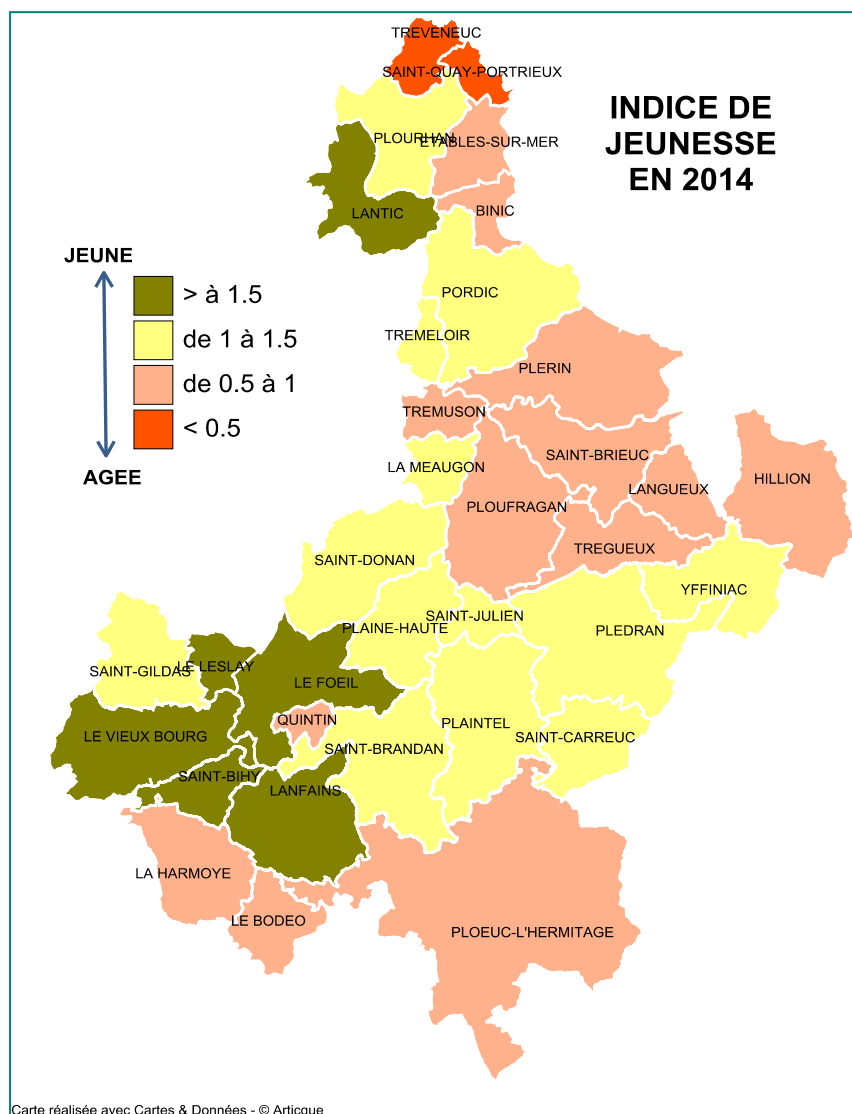 TREVENEUC
SAINT-QUAY-PORTRIEUX
INDICE DE
JEUNESSE
EN 2014
PLOURHAN
ETABLES-SUR-MER
LANTIC
BINIC
JEUNE
> à 1.5
de 1 à 1.5
de 0.5 à 1
< 0.5
AGEE
PORDIC
TREMELOIR
PLERIN
TREMUSON
SAINT-BRIEUC
LA MEAUGON
LANGUEUX
HILLION
PLOUFRAGAN
TREGUEUX
SAINT-DONAN
YFFINIAC
SAINT-JULIEN
PLAINE-HAUTE
PLEDRAN
SAINT-GILDAS
LE LESLAY
LE FOEIL
QUINTIN
PLAINTEL
LE VIEUX BOURG
SAINT-CARREUC
SAINT-BRANDAN
SAINT-BIHY
LANFAINS
LA HARMOYE
LE BODEO
PLOEUC-L'HERMITAGE
Carte réalisée avec Cartes & Données - © Articque